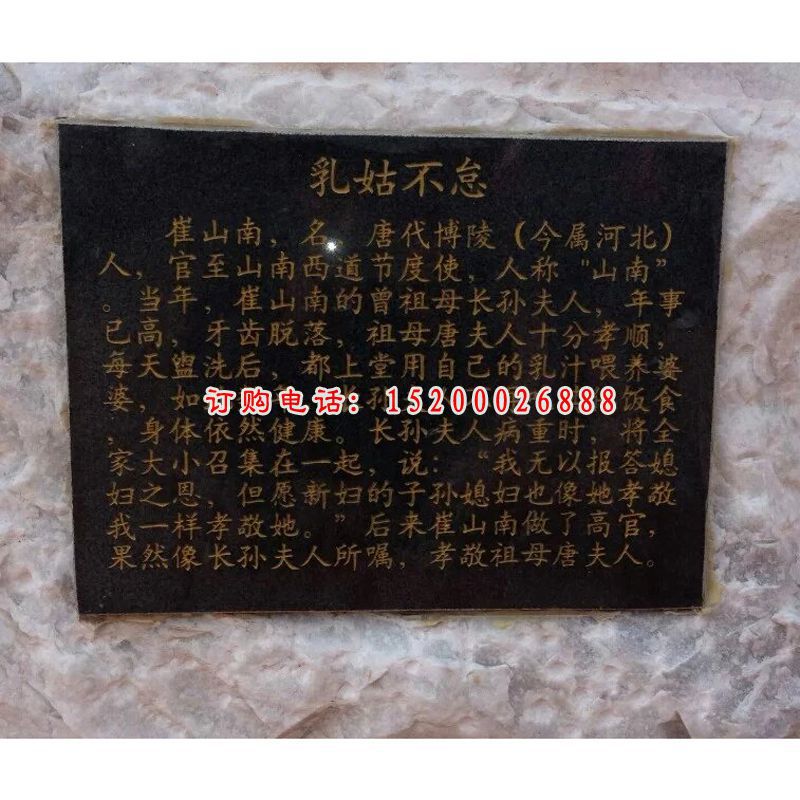 乳姑不怠
崔山南，名 唐代博陵（今属河北）
人，官至山南西道节度使，人称“山南”
。当年，崔山南的曾祖母长孙夫人，年事
已高，牙齿脱落，祖母唐夫人十分孝顺，
每天盥洗后，都上堂用自己的乳汁喂养婆
婆，如 饭食
订购电话：15200026888
，身体依然健康。长孙夫人病重时，将全
家大小召集在一起，说：“我无以报答媳
妇之恩，但愿新妇的子孙媳妇也像她孝敬
我一样孝敬她。”后来崔山南做了高官，
果然像长孙夫人所嘱，孝敬祖母唐夫人。